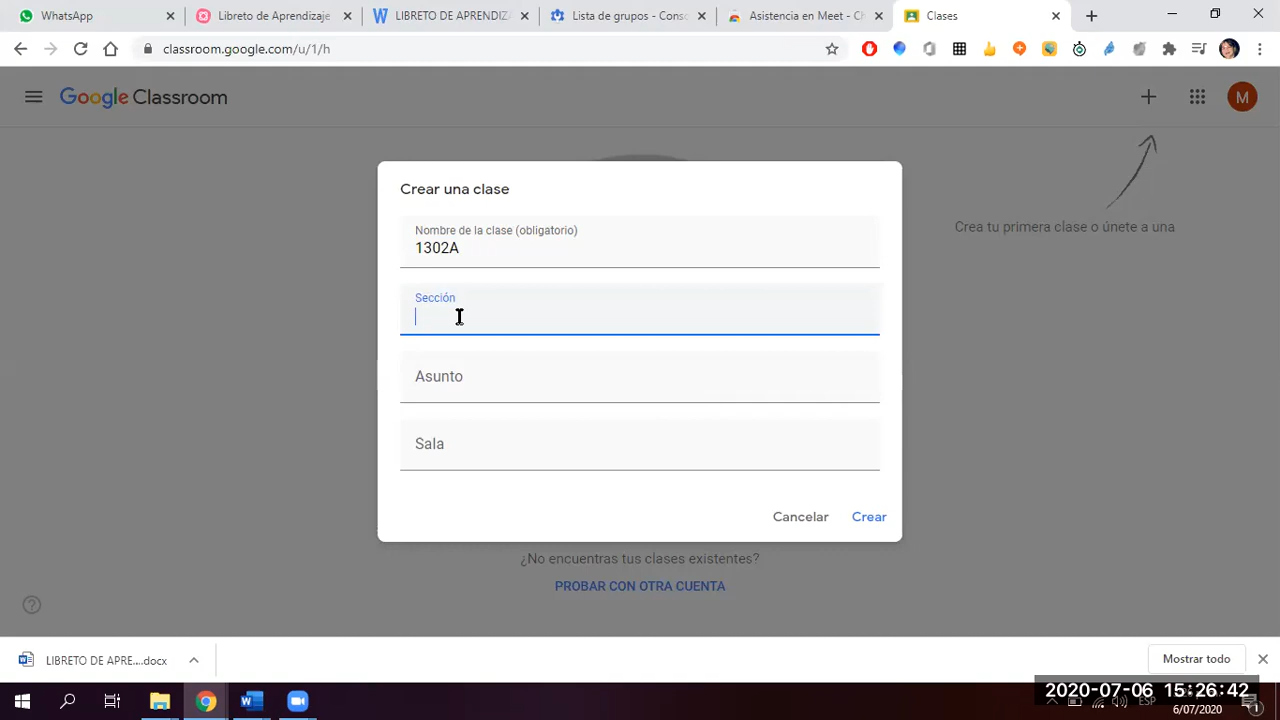 WhatsApp
Libreto de Aprendizaje
LIBRETO DE APRENDIZ
Lista de grupos - Conso
Asistencia en Meet - Ch
Clases
classroom.google.com/u/1/h
Google Classroom
M
Crea tu primera clase o únete a una
Crear una clase
Nombre de la clase (obligatorio)
1302A
Sección
Asunto
Sala
Cancelar
Crear
¿No encuentras tus clases existentes?
PROBAR CON OTRA CUENTA
LIBRETO DE APRE....docx
Mostrar todo
2020-07-06 15:26:42
ESP
6/07/2020